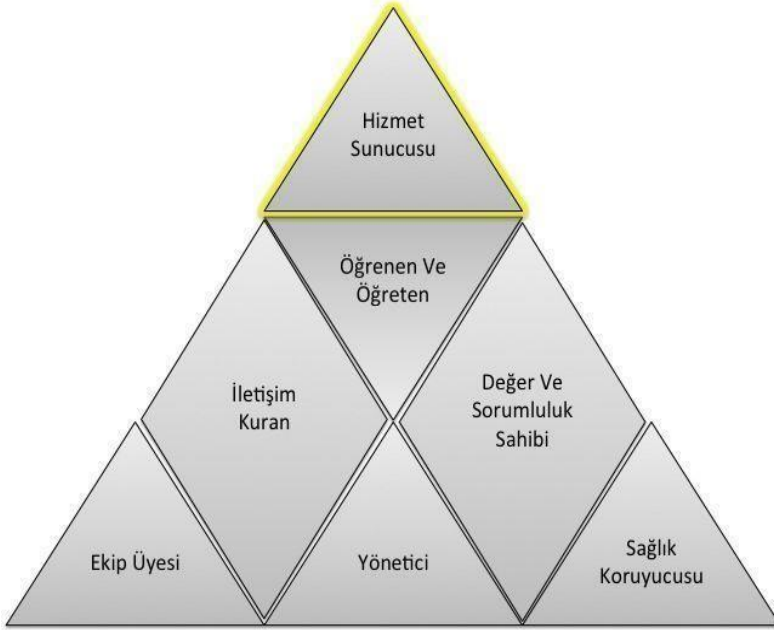 Hizmet
Sunucusu
Öğrenen Ve
Öğreten
İletişim
Kuran
Değer Ve
Sorumluluk
Sahibi
Ekip Üyesi
Yönetici
Sağlık
Koruyucusu